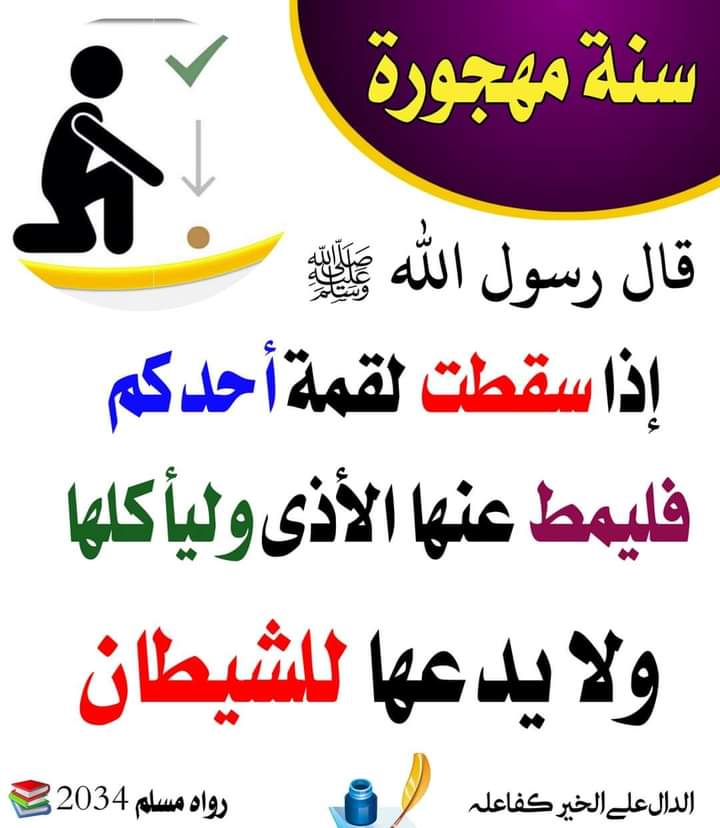 سنة مهجورة
قال رسول الله ﷺ
إذا سقطت لقمة أحدكم
فليمط عنها الأذى وليأكلها
ولا يدعها للشيطان
الدال على الخير كفاعله
رواه مسلم 2034